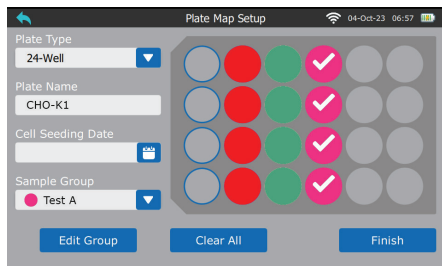 Plate Map Setup
04-Oct-23 06:57
Plate Type
24-Well
Plate Name
CHO-K1
Cell Seeding Date
Sample Group
Test A
Edit Group
Clear All
Finish